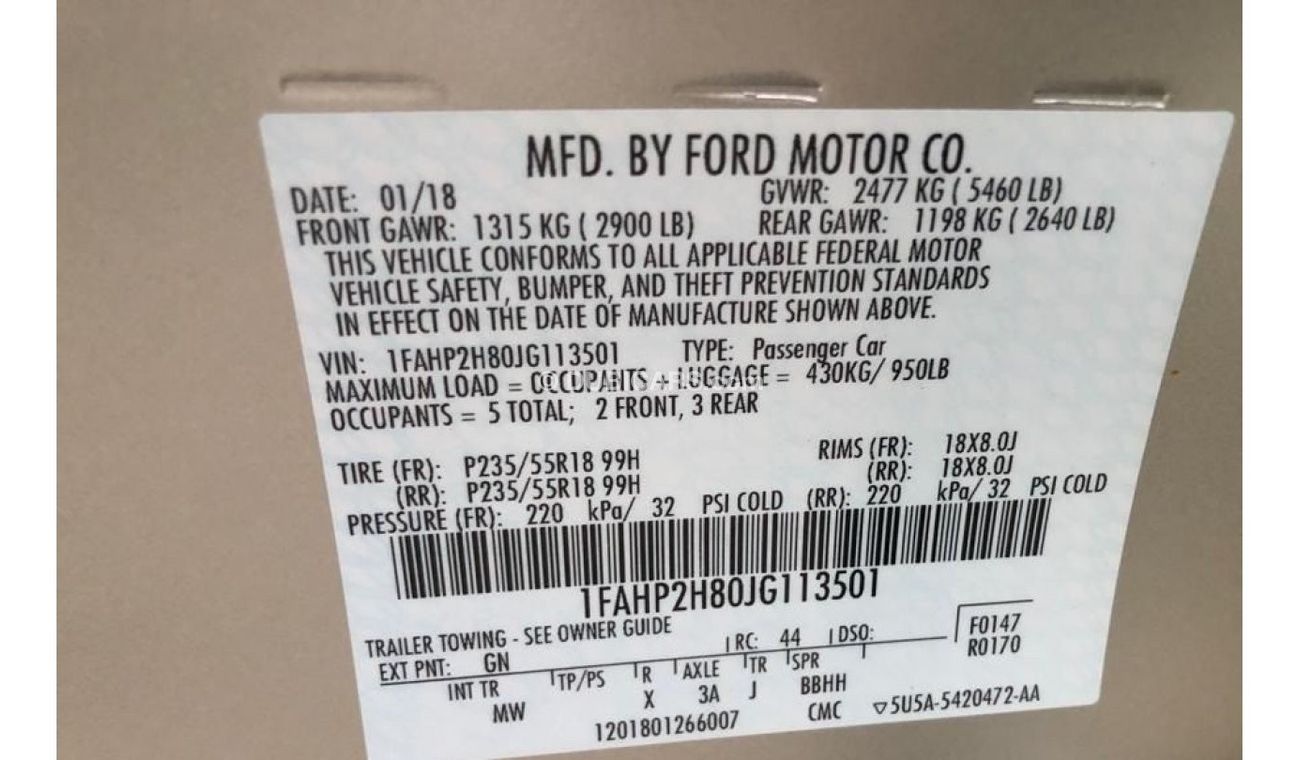 MFD. BY FORD MOTOR CO.
DATE: 01/18 GVWR: 2477 KG ( 5460 LB)
FRONT GAWR: 1315 KG ( 2900 LB) REAR GAWR: 1198 KG ( 2640 LB)
THIS VEHICLE CONFORMS TO ALL APPLICABLE FEDERAL MOTOR
VEHICLE SAFETY, BUMPER, AND THEFT PREVENTION STANDARDS
IN EFFECT ON THE DATE OF MANUFACTURE SHOWN ABOVE.
VIN: 1FAHP2H80JG113501 TYPE: Passenger Car
MAXIMUM LOAD = OCCUPANTS + LUGGAGE = 430KG/ 950LB
OCCUPANTS = 5 TOTAL; 2 FRONT, 3 REAR
TIRE (FR): P235/55R18 99H RIMS (FR): 18X8.0J
(RR): P235/55R18 99H (RR): 18X8.0J
PRESSURE (FR): 220 kPa/ 32 PSI COLD (RR): 220 kPa/ 32 PSI COLD
1FAHP2H80JG113501
TRAILER TOWING - SEE OWNER GUIDE RC: 44 DSO: F0147
EXT PNT: GN R0170
INT TR TP/PS R AXLE TR SPR
MW X 3A J BBHH
1201801266007 CMC ▽5U5A-5420472-AA